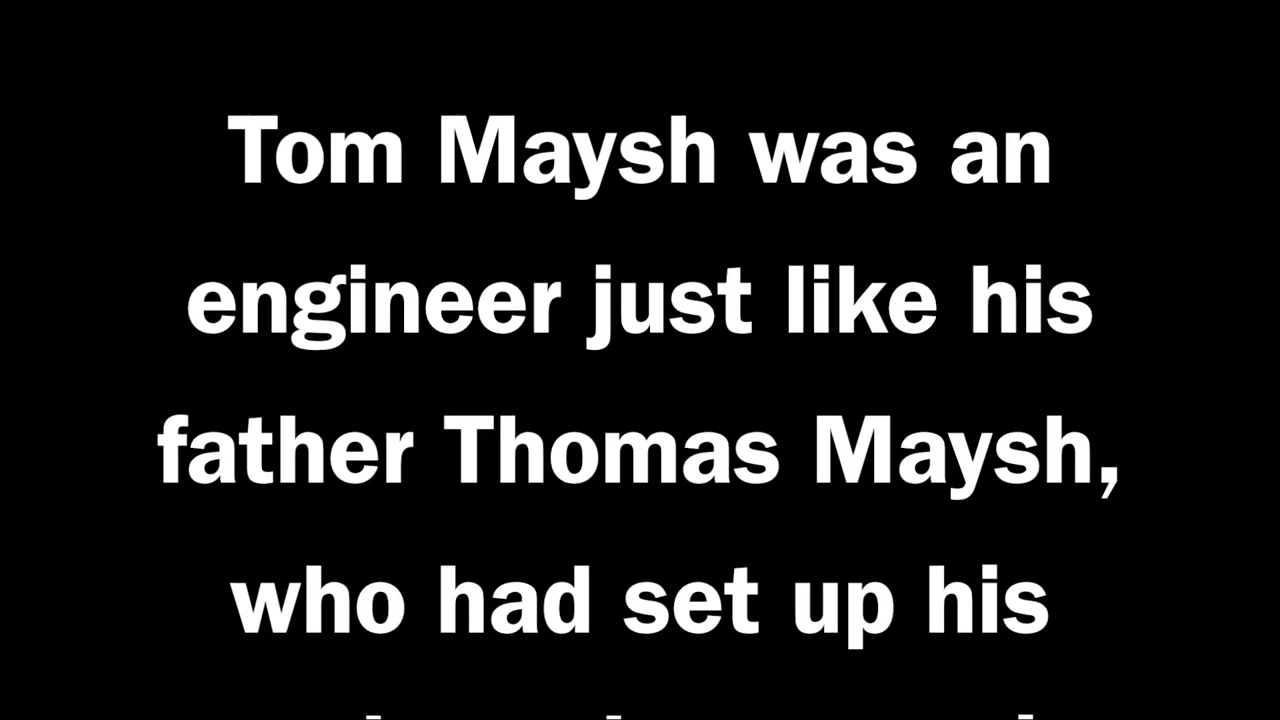 Tom Maysh was an
engineer just like his
father Thomas Maysh,
who had set up his